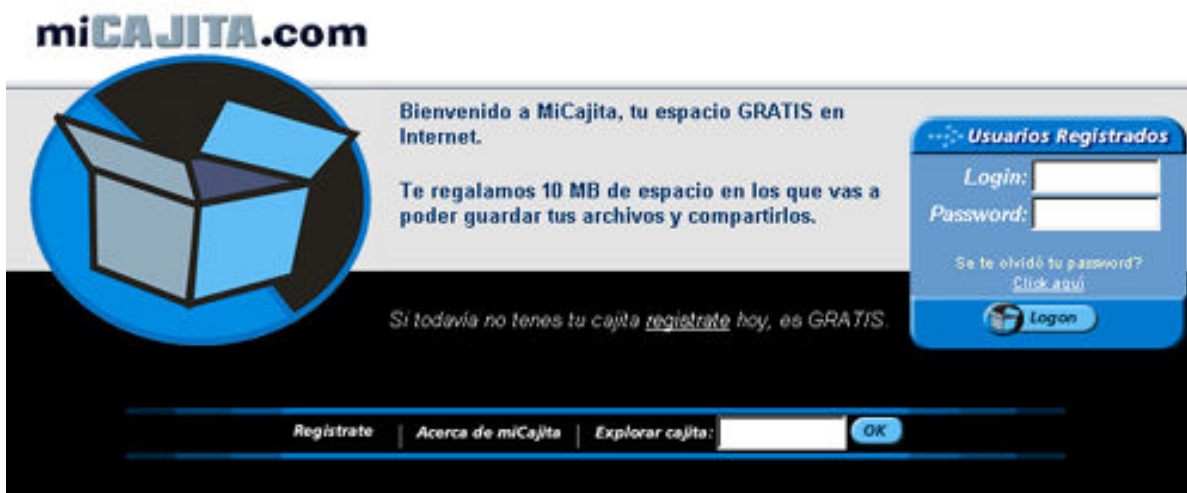 miCAJITA.com
Bienvenido a MiCajita, tu espacio GRATIS en
Internet.
Te regalamos 10 MB de espacio en los que vas a
poder guardar tus archivos y compartirlos.
Usuarios Registrados
Login:
Password:
Se te olvidó tu password?
Click aquí
Logon
Si todavía no tenes tu cajita registrate hoy, es GRATIS.
Registrate | Acerca de miCajita | Explorar cajita: OK